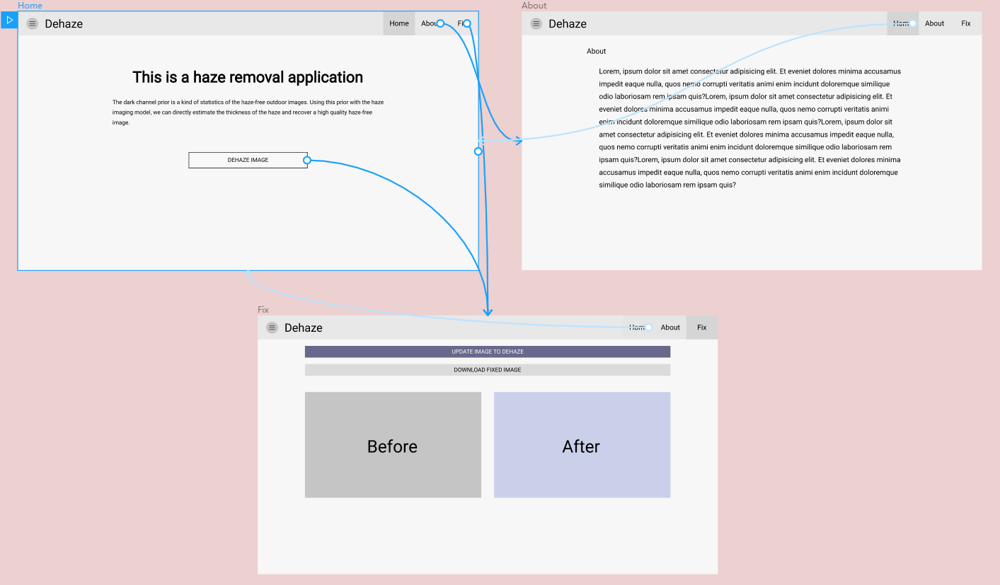 Home
Dehaze
Home
About
Fix
This is a haze removal application
The dark channel prior is a kind of statistics of the haze-free outdoor images. Using this prior with the haze
imaging model, we can directly estimate the thickness of the haze and recover a high quality haze-free
image.
DEHAZE IMAGE
About
Dehaze
Home
About
Fix
About
Lorem, ipsum dolor sit amet consectetur adipisicing elit. Et eveniet dolores minima accusamus
impedit eaque nulla, quos nemo corrupti veritatis animi enim incidunt doloremque similique
odio laboriosam rem ipsam quis?Lorem, ipsum dolor sit amet consectetur adipisicing elit. Et
eveniet dolores minima accusamus impedit eaque nulla, quos nemo corrupti veritatis animi
enim incidunt doloremque similique odio laboriosam rem ipsam quis?Lorem, ipsum dolor sit
amet consectetur adipisicing elit. Et eveniet dolores minima accusamus impedit eaque nulla,
quos nemo corrupti veritatis animi enim incidunt doloremque similique odio laboriosam rem
ipsam quis?Lorem, ipsum dolor sit amet consectetur adipisicing elit. Et eveniet dolores minima
accusamus impedit eaque nulla, quos nemo corrupti veritatis animi enim incidunt doloremque
similique odio laboriosam rem ipsam quis?
Fix
Dehaze
Home
About
Fix
UPDATE IMAGE TO DEHAZE
DOWNLOAD FIXED IMAGE
Before
After